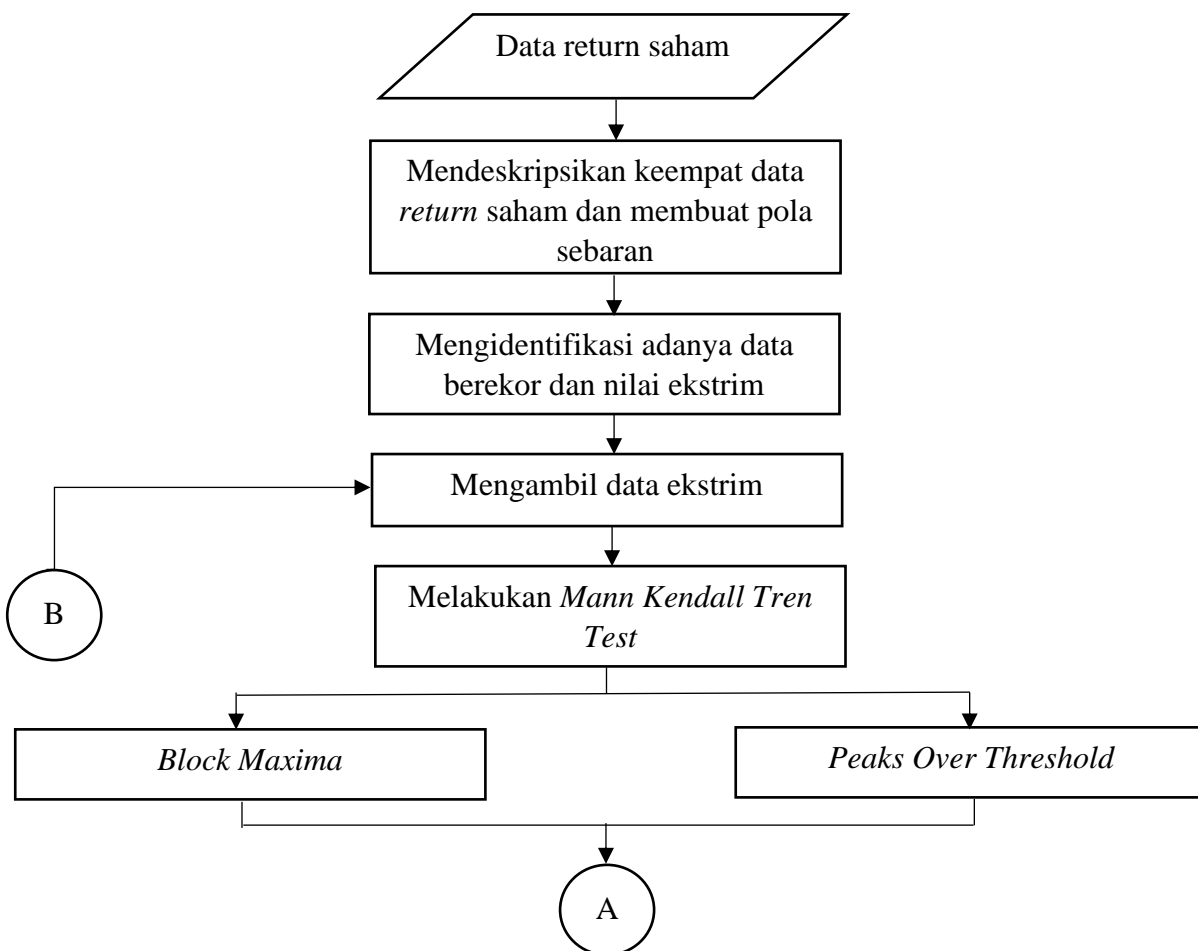 Data return saham
Mendeskripsikan keempat data
return saham dan membuat pola
sebaran
Mengidentifikasi adanya data
berekor dan nilai ekstrim
Mengambil data ekstrim
B
Melakukan Mann Kendall Tren
Test
Block Maxima
Peaks Over Threshold
A